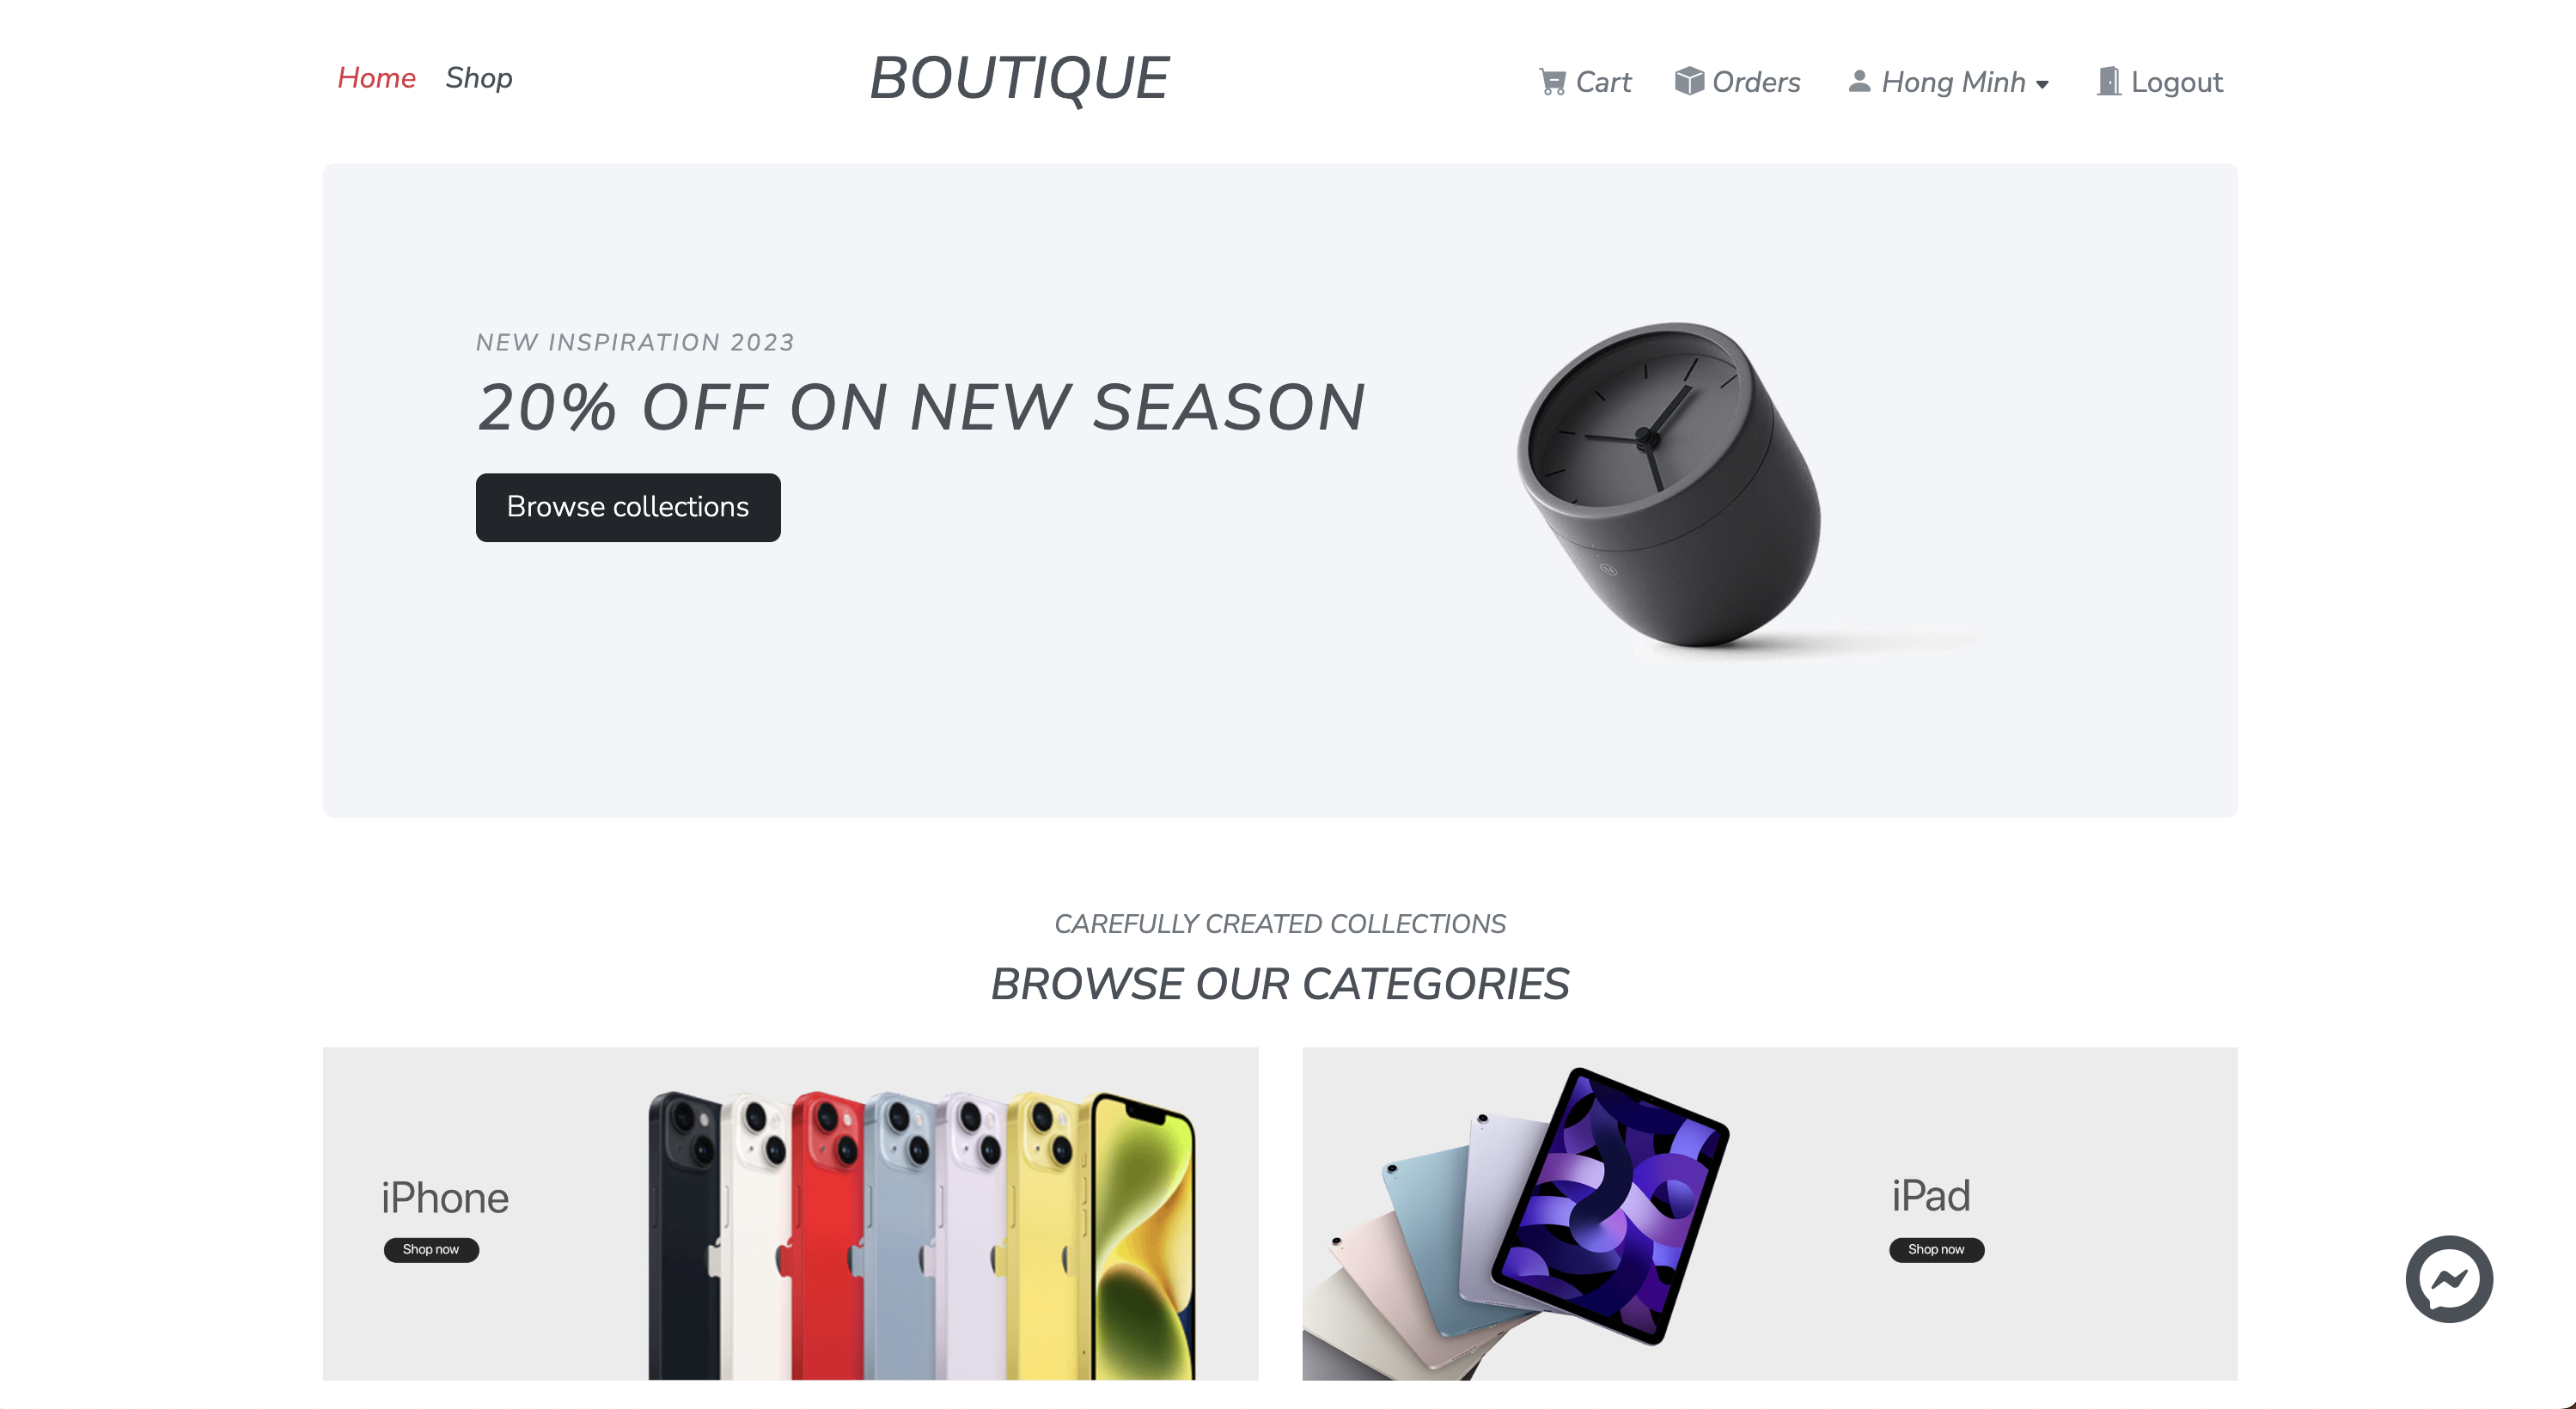 Home Shop BOUTIQUE Cart Orders Hong Minh Logout
NEW INSPIRATION 2023
20% OFF ON NEW SEASON
Browse collections
CAREFULLY CREATED COLLECTIONS
BROWSE OUR CATEGORIES
iPhone
Shop now
iPad
Shop now